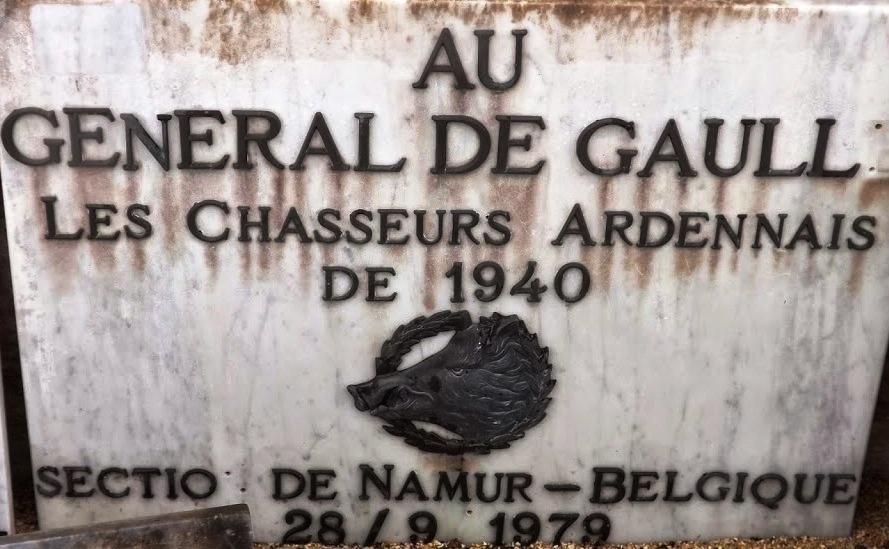 AU
GENERAL DE GAULL
LES CHASSEURS ARDENNAIS
DE 1940
SECTIO DE NAMUR – BELGIQUE
28/9 1979